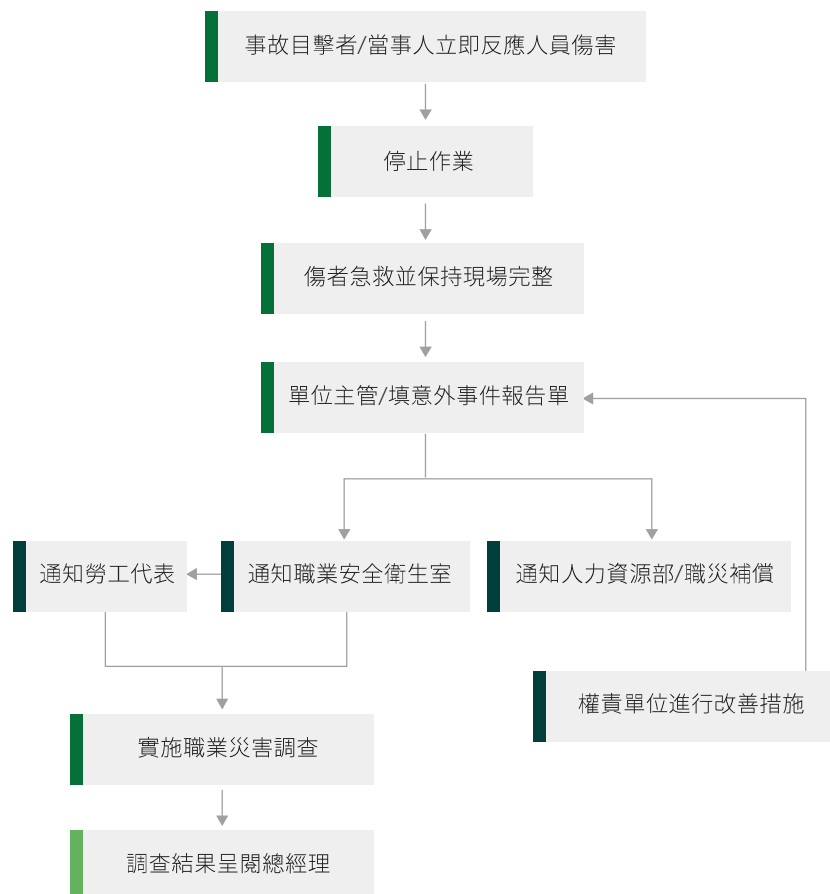 事故目擊者/當事人立即反應人員傷害
停止作業
傷者急救並保持現場完整
單位主管/填意外事件報告單
通知勞工代表
通知職業安全衛生室
通知人力資源部/職災補償
權責單位進行改善措施
實施職業災害調查
調查結果呈閱總經理